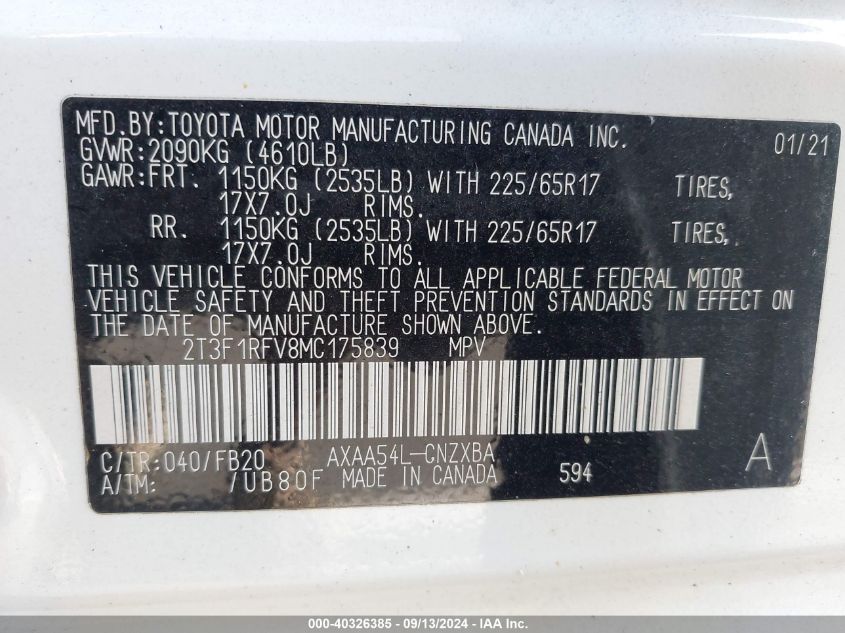 MFD.BY:TOYOTA MOTOR MANUFACTURING CANADA INC. 01/21
GVWR:2090KG (4610LB)
GAWR:FRT. 1150KG (2535LB) WITH 225/65R17 TIRES,
17X7.0J RIMS.
RR. 1150KG (2535LB) WITH 225/65R17 TIRES,
17X7.0J RIMS.
THIS VEHICLE CONFORMS TO ALL APPLICABLE FEDERAL MOTOR
VEHICLE SAFETY AND THEFT PREVENTION STANDARDS IN EFFECT ON
THE DATE OF MANUFACTURE SHOWN ABOVE.
2T3F1RFV8MC175839 MPV
C/TR:040/FB20 AXAA54L-CNZXBA A
A/TM: /UB80F MADE IN CANADA 594
000-40326385 - 09/13/2024 - IAA Inc.